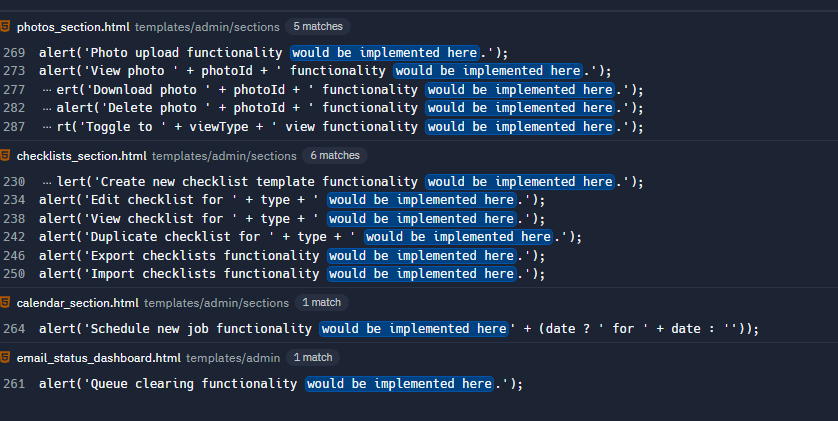 photos_section.html templates/admin/sections 5 matches
269 alert('Photo upload functionality would be implemented here.');
273 alert('View photo ' + photoId + ' functionality would be implemented here.');
277 ··· ert('Download photo ' + photoId + ' functionality would be implemented here.');
282 ··· alert('Delete photo ' + photoId + ' functionality would be implemented here.');
287 ··· rt('Toggle to ' + viewType + ' view functionality would be implemented here.');
checklists_section.html templates/admin/sections 6 matches
230 ··· lert('Create new checklist template functionality would be implemented here.');
234 alert('Edit checklist for ' + type + ' would be implemented here.');
238 alert('View checklist for ' + type + ' would be implemented here.');
242 alert('Duplicate checklist for ' + type + ' would be implemented here.');
246 alert('Export checklists functionality would be implemented here.');
250 alert('Import checklists functionality would be implemented here.');
calendar_section.html templates/admin/sections 1 match
264 alert('Schedule new job functionality would be implemented here' + (date ? ' for ' + date : ''));
email_status_dashboard.html templates/admin 1 match
261 alert('Queue clearing functionality would be implemented here.');